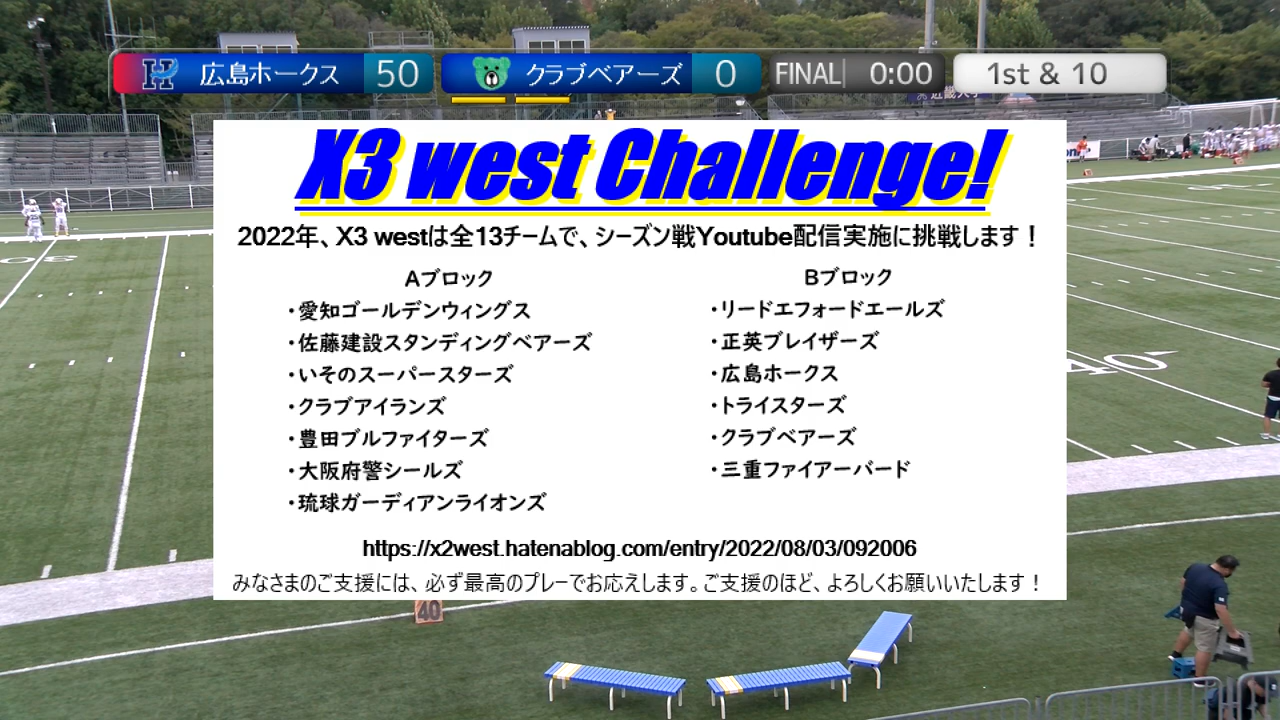 広島ホークス 50 クラブベアーズ 0 FINAL 0:00 1st & 10
X3 west Challenge!
2022年、X3 westは全13チームで、シーズン戦Youtube配信実施に挑戦します！
Aブロック
・愛知ゴールデンウィングス
・佐藤建設スタンディングベアーズ
・いそのスーパースターズ
・クラブアイランズ
・豊田ブルファイターズ
・大阪府警シールズ
・琉球ガーディアンライオンズ
Bブロック
・リードエフォードエールズ
・正英ブレイザーズ
・広島ホークス
・トライスターズ
・クラブベアーズ
・三重ファイアーバード
https://x2west.hatenablog.com/entry/2022/08/03/092006
みなさまのご支援には、必ず最高のプレーでお応えします。ご支援のほど、よろしくお願いいたします！
40
40